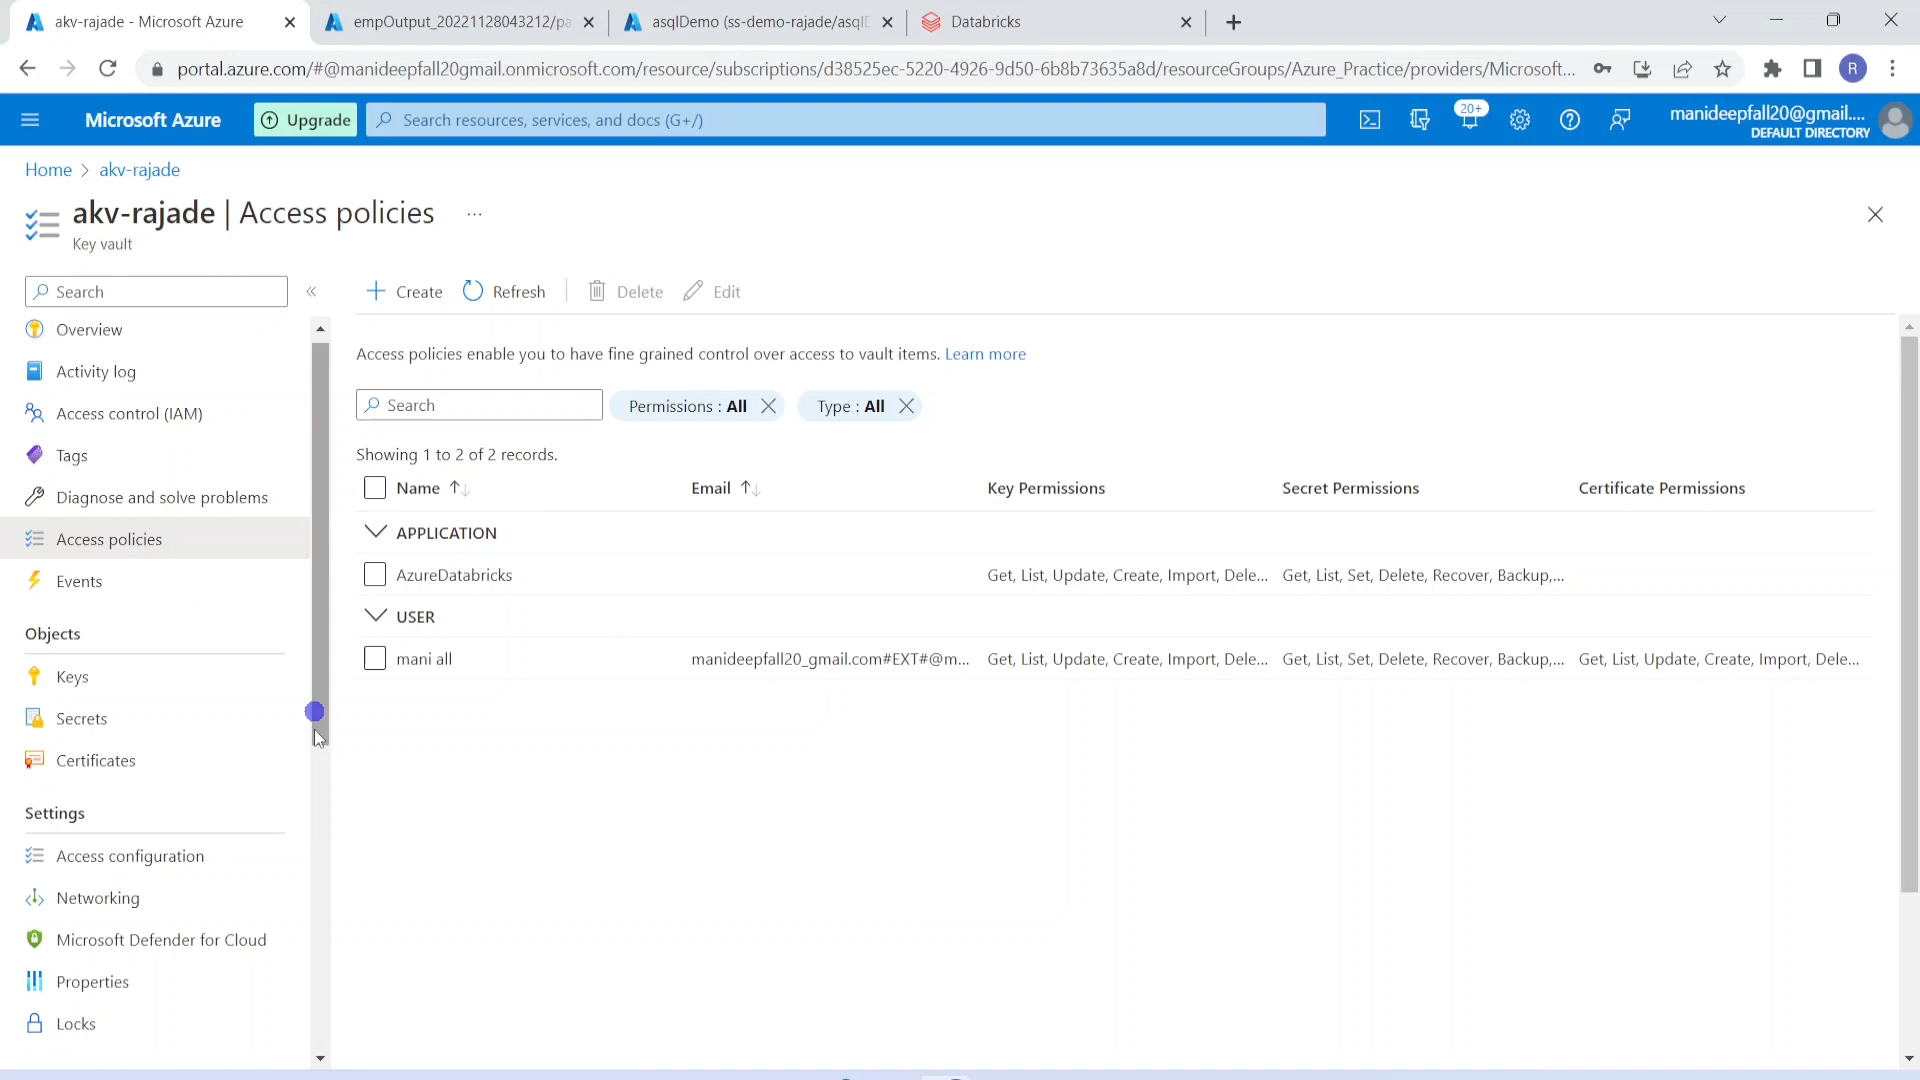 akv-rajade - Microsoft Azure
empOutput_20221128043212/pa
asqlDemo (ss-demo-rajade/asqlD
Databricks
portal.azure.com/#@manideepfall20gmail.onmicrosoft.com/resource/subscriptions/d38525ec-5220-4926-9d50-6b8b73635a8d/resourceGroups/Azure_Practice/providers/Microsoft...
R
Microsoft Azure
Upgrade
Search resources, services, and docs (G+/)
20+
manideepfall20@gmail....
DEFAULT DIRECTORY
Home > akv-rajade
akv-rajade | Access policies ...
Key vault
Search
«
Create
Refresh
Delete
Edit
Overview
Activity log
Access control (IAM)
Tags
Diagnose and solve problems
Access policies
Events
Objects
Keys
Secrets
Certificates
Settings
Access configuration
Networking
Microsoft Defender for Cloud
Properties
Locks
Access policies enable you to have fine grained control over access to vault items. Learn more
Search
Permissions : All
Type : All
Showing 1 to 2 of 2 records.
Name Email Key Permissions Secret Permissions Certificate Permissions
APPLICATION
AzureDatabricks Get, List, Update, Create, Import, Dele... Get, List, Set, Delete, Recover, Backup,...
USER
mani all manideepfall20_gmail.com#EXT#@m... Get, List, Update, Create, Import, Dele... Get, List, Set, Delete, Recover, Backup,... Get, List, Update, Create, Import, Dele...